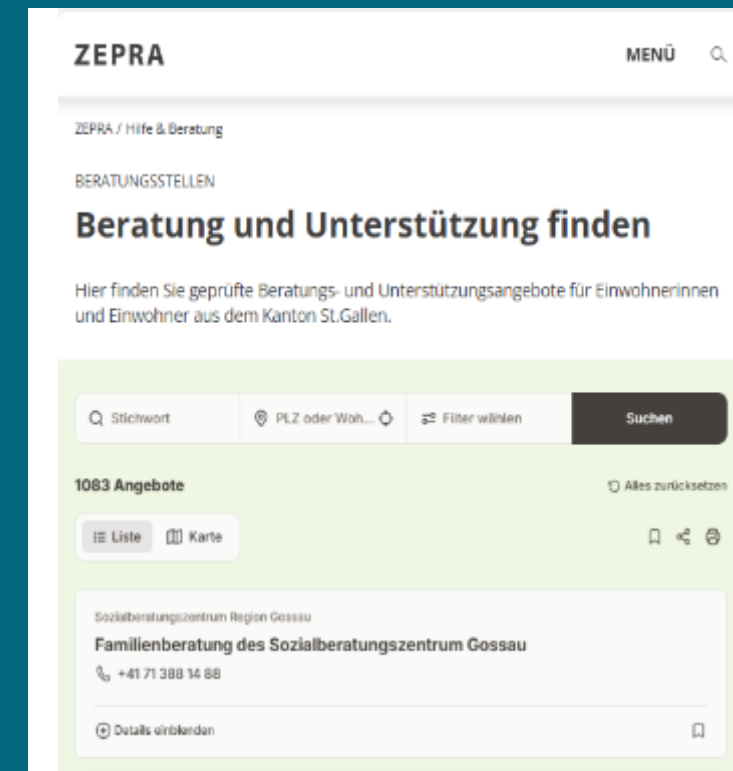 ZEPRA MENÜ
ZEPRA / Hilfe & Beratung
BERATUNGSSTELLEN
Beratung und Unterstützung finden
Hier finden Sie geprüfte Beratungs- und Unterstützungsangebote für Einwohnerinnen
und Einwohner aus dem Kanton St.Gallen.
Stichwort PLZ oder Woh... Filter wählen Suchen
1083 Angebote Alles zurücksetzen
Liste Karte
Sozialberatungszentrum Region Gossau
Familienberatung des Sozialberatungszentrum Gossau
+41 71 388 14 88
Details einblenden